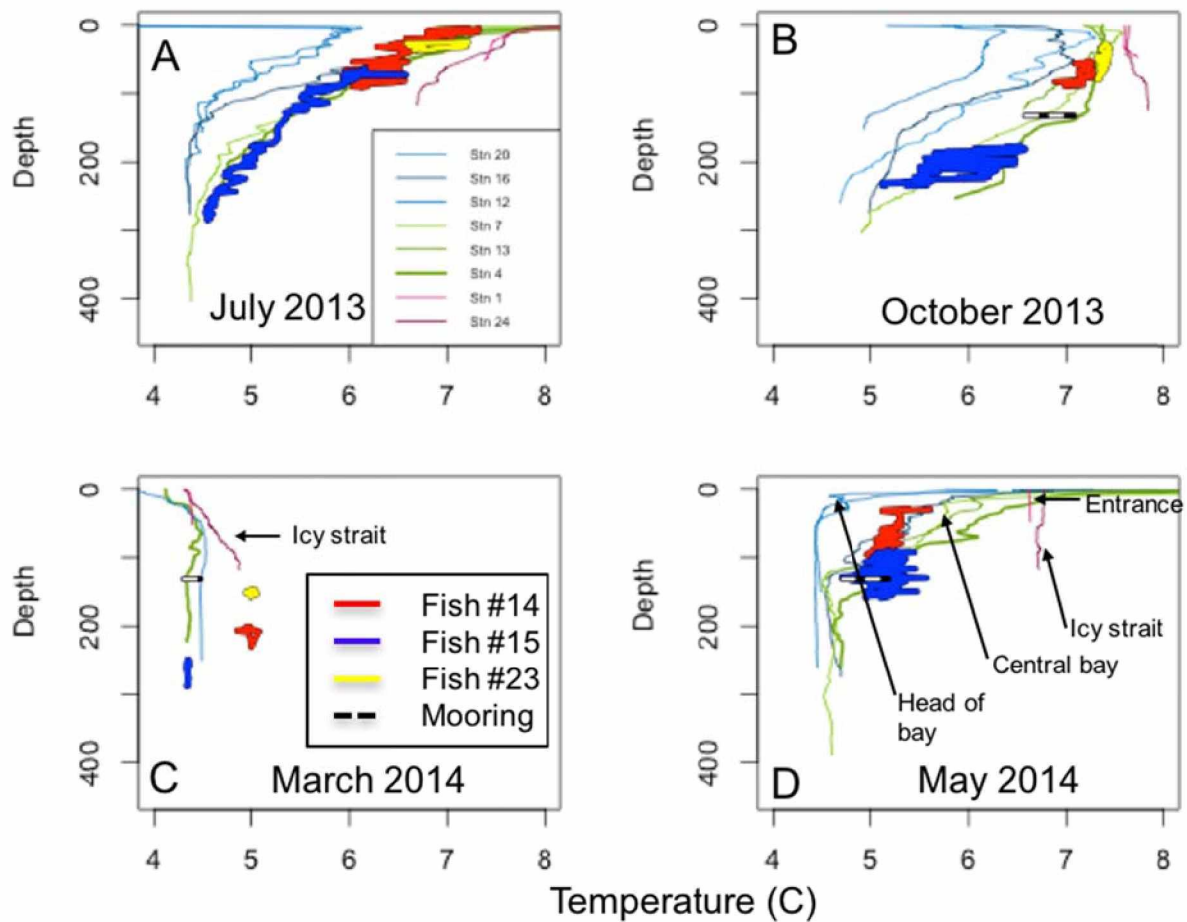 A
B
0
200
400
Depth
Stn 20
Stn 16
Stn 12
Stn 7
Stn 13
Stn 4
Stn 1
Stn 24
July 2013
4 5 6 7 8
0
200
400
Depth
October 2013
4 5 6 7 8
0
200
400
Depth
Icy strait
Fish #14
Fish #15
Fish #23
Mooring
C
March 2014
4 5 6 7 8
0
200
400
Depth
Entrance
Icy strait
Central bay
Head of
bay
D
May 2014
4 5 6 7 8
Temperature (C)